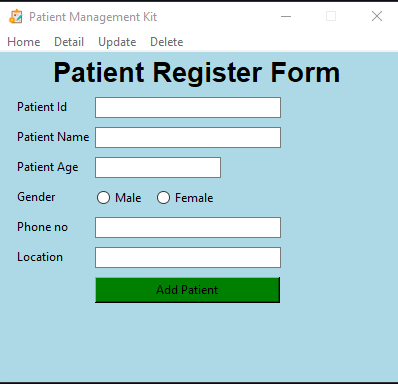 Patient Management Kit
Home Detail Update Delete
Patient Register Form
Patient Id
Patient Name
Patient Age
Gender Male Female
Phone no
Location
Add Patient